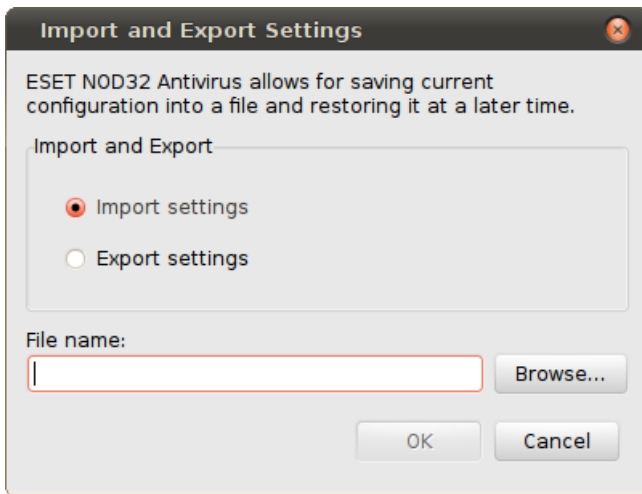 Import and Export Settings
ESET NOD32 Antivirus allows for saving current
configuration into a file and restoring it at a later time.
Import and Export
Import settings
Export settings
File name:
Browse...
OK
Cancel